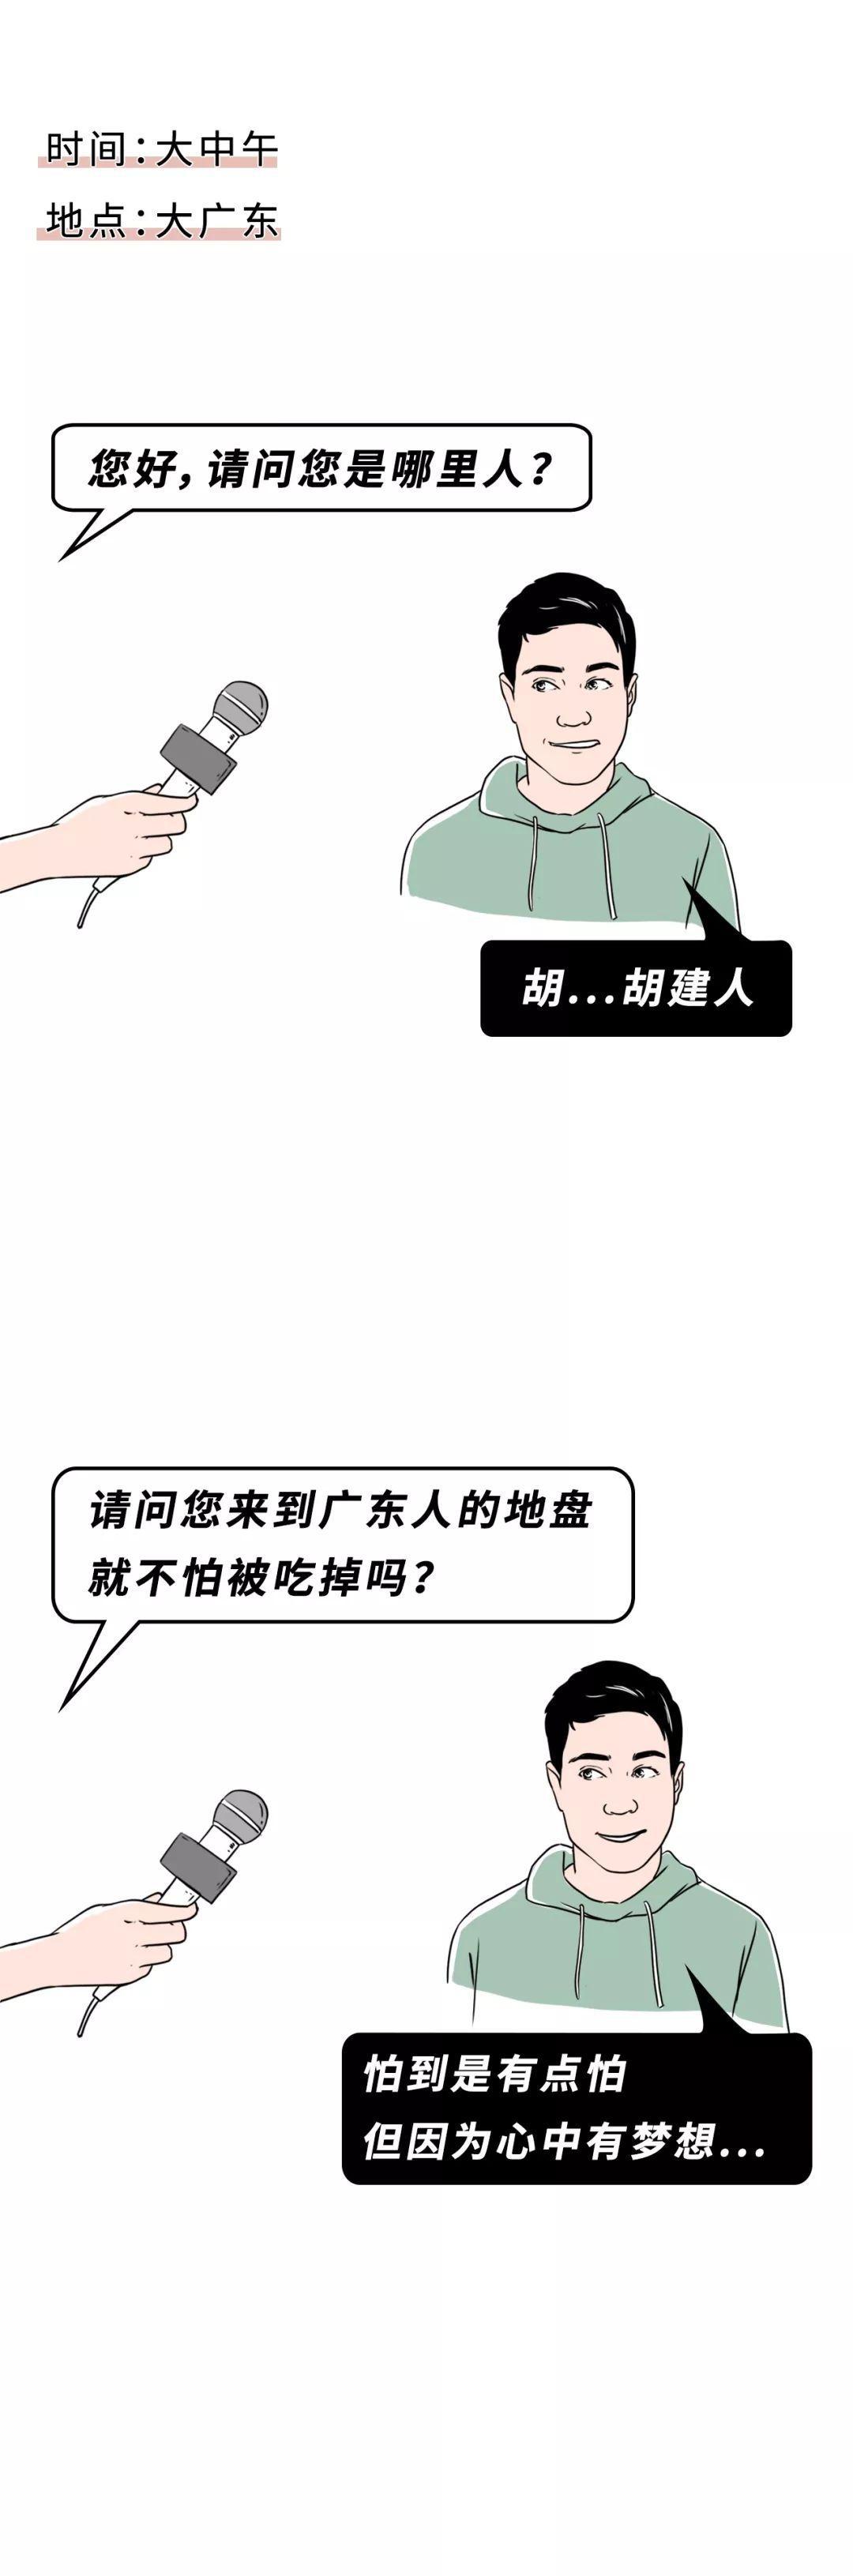 时间：大中午
地点：大广东
您好，请问您是哪里人？
胡...胡建人
请问您来到广东人的地盘
就不怕被吃掉吗？
怕到是有点怕
但因为心中有梦想...